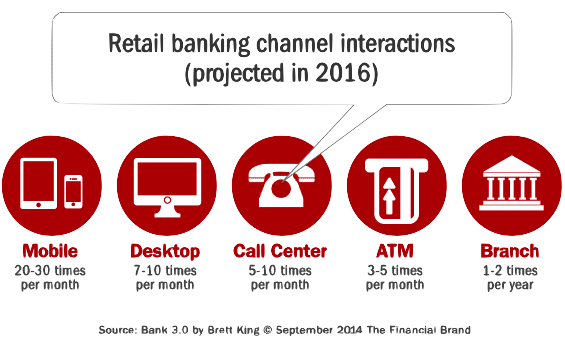 Retail banking channel interactions
(projected in 2016)
Mobile
20-30 times
per month
Desktop
7-10 times
per month
Call Center
5-10 times
per month
ATM
3-5 times
per month
Branch
1-2 times
per year
Source: Bank 3.0 by Brett King © September 2014 The Financial Brand